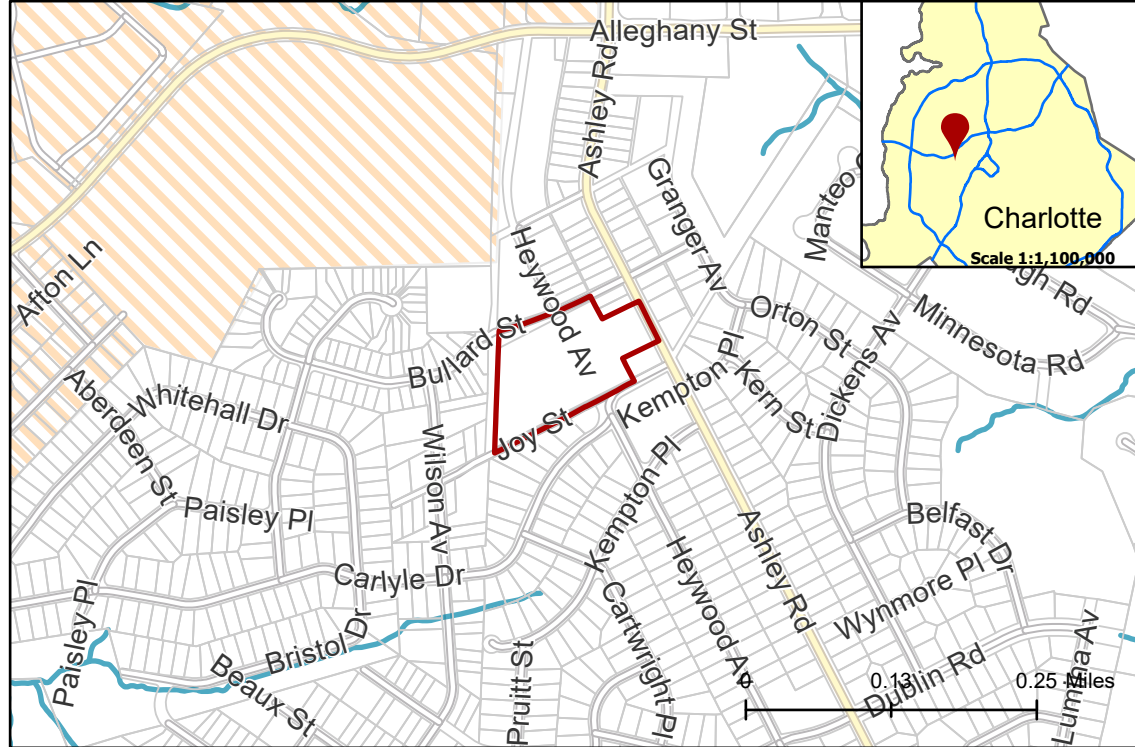 Alleghany St
Ashley Rd
Granger Av
Manteo
Charlotte
Scale 1:1,100,000
Heywood Av
Afton Ln
Orton St
Minnesota Rd
Bullard St
Kempton Pl
Kern St
Dickens Av
Aberdeen St
Whitehall Dr
Joy St
Wilson Av
Paisley Pl
Kempton Pl
Belfast Dr
Ashley Rd
Carlyle Dr
Heywood Av
Wynmore Pl
Cartwright Pl
Paisley Pl
Bristol Dr
Beaux St
Pruitt St
Dublin Rd
Lumina Av
0 0.13 0.25 Miles